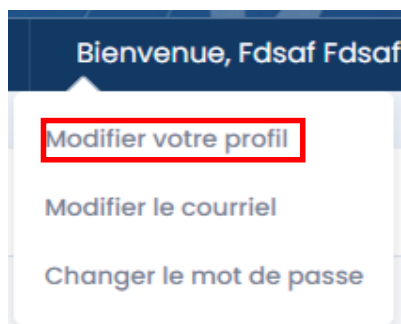 Bienvenue, Fdsaf Fdsaf
Modifier votre profil
Modifier le courriel
Changer le mot de passe